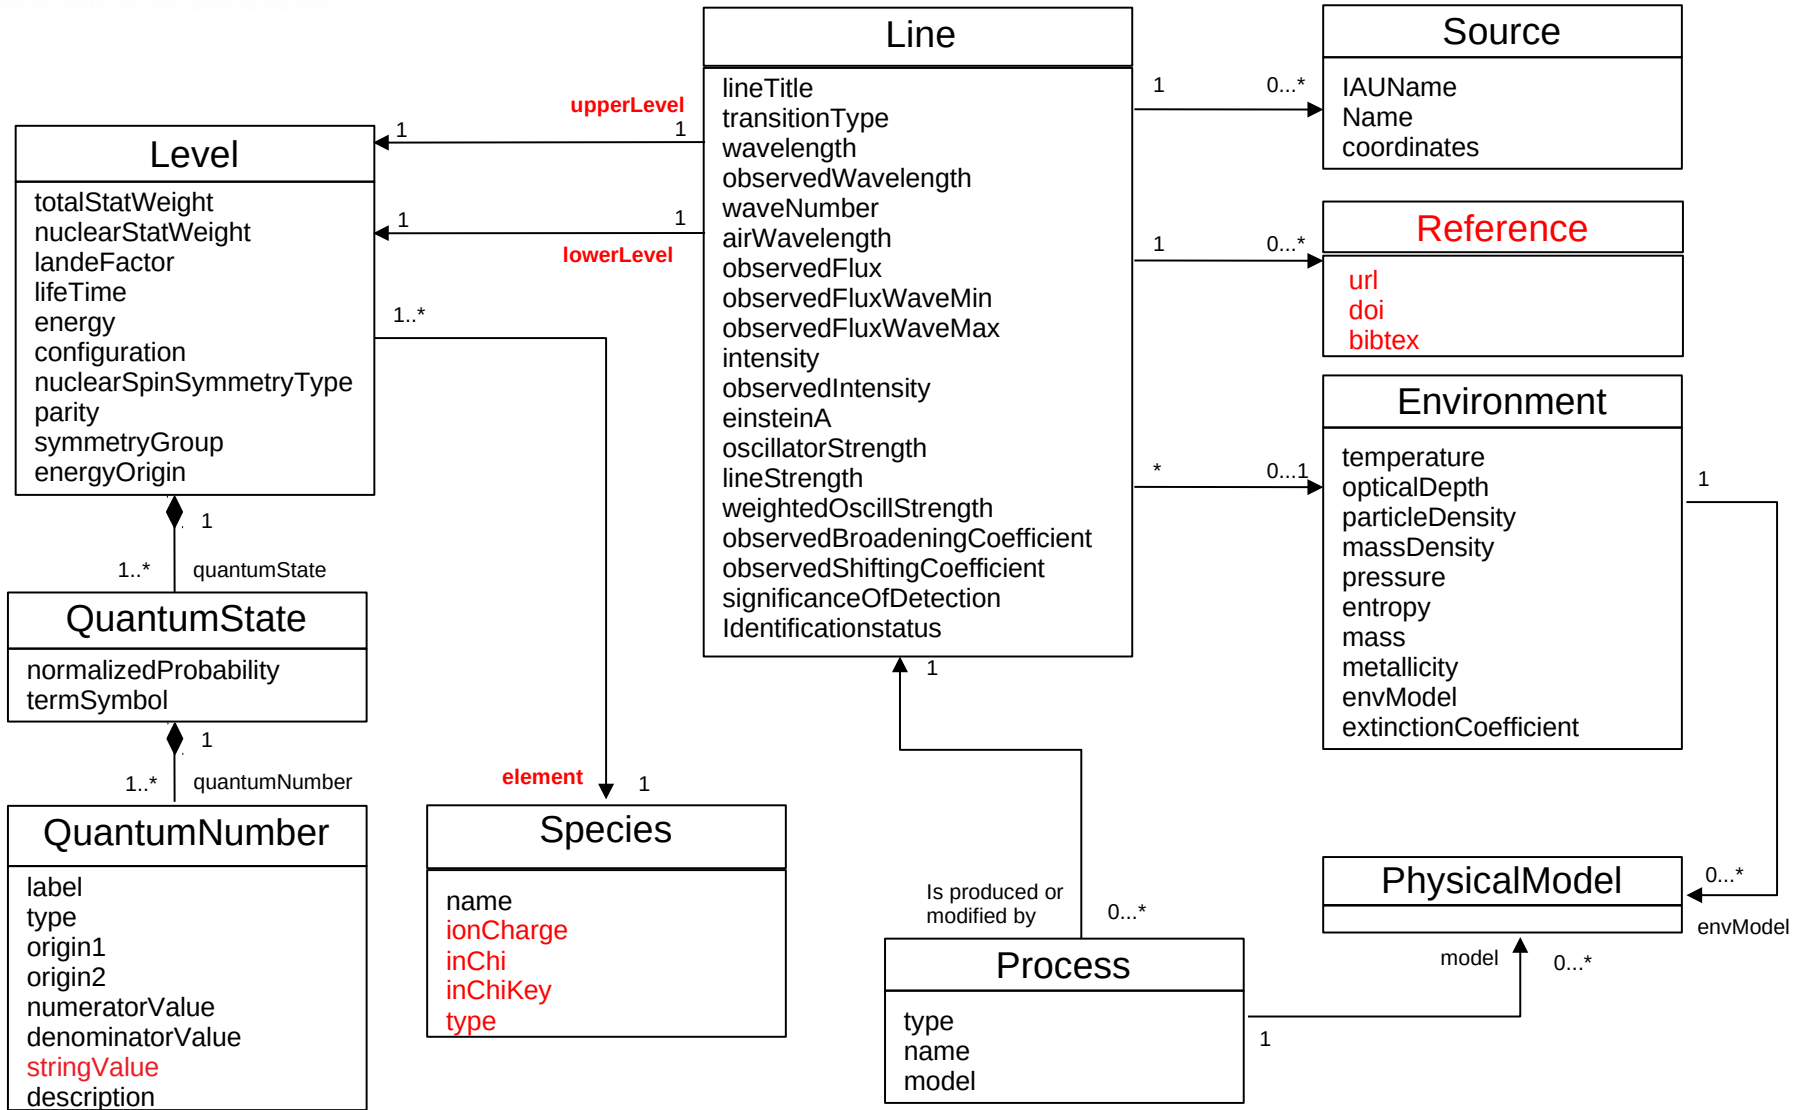 Line
lineTitle
transitionType
wavelength
observedWavelength
waveNumber
airWavelength
observedFlux
observedFluxWaveMin
observedFluxWaveMax
intensity
observedIntensity
einsteinA
oscillatorStrength
lineStrength
weightedOscillStrength
observedBroadeningCoefficient
observedShiftingCoefficient
significanceOfDetection
Identificationstatus
Source
IAUName
Name
coordinates
1
0...*
Reference
url
doi
bibtex
1
0...*
Environment
temperature
opticalDepth
particleDensity
massDensity
pressure
entropy
mass
metallicity
envModel
extinctionCoefficient
*
0...1
1
upperLevel
1
1
1
1
lowerLevel
Level
totalStatWeight
nuclearStatWeight
landeFactor
lifeTime
energy
configuration
nuclearSpinSymmetryType
parity
symmetryGroup
energyOrigin
1..*
1
1..*
quantumState
QuantumState
normalizedProbability
termSymbol
1
1..*
quantumNumber
QuantumNumber
label
type
origin1
origin2
numeratorValue
denominatorValue
stringValue
description
element
1
Species
name
ionCharge
inChi
inChiKey
type
1
Is produced or
modified by
0...*
Process
type
name
model
1
model
0...*
PhysicalModel
0...*
envModel